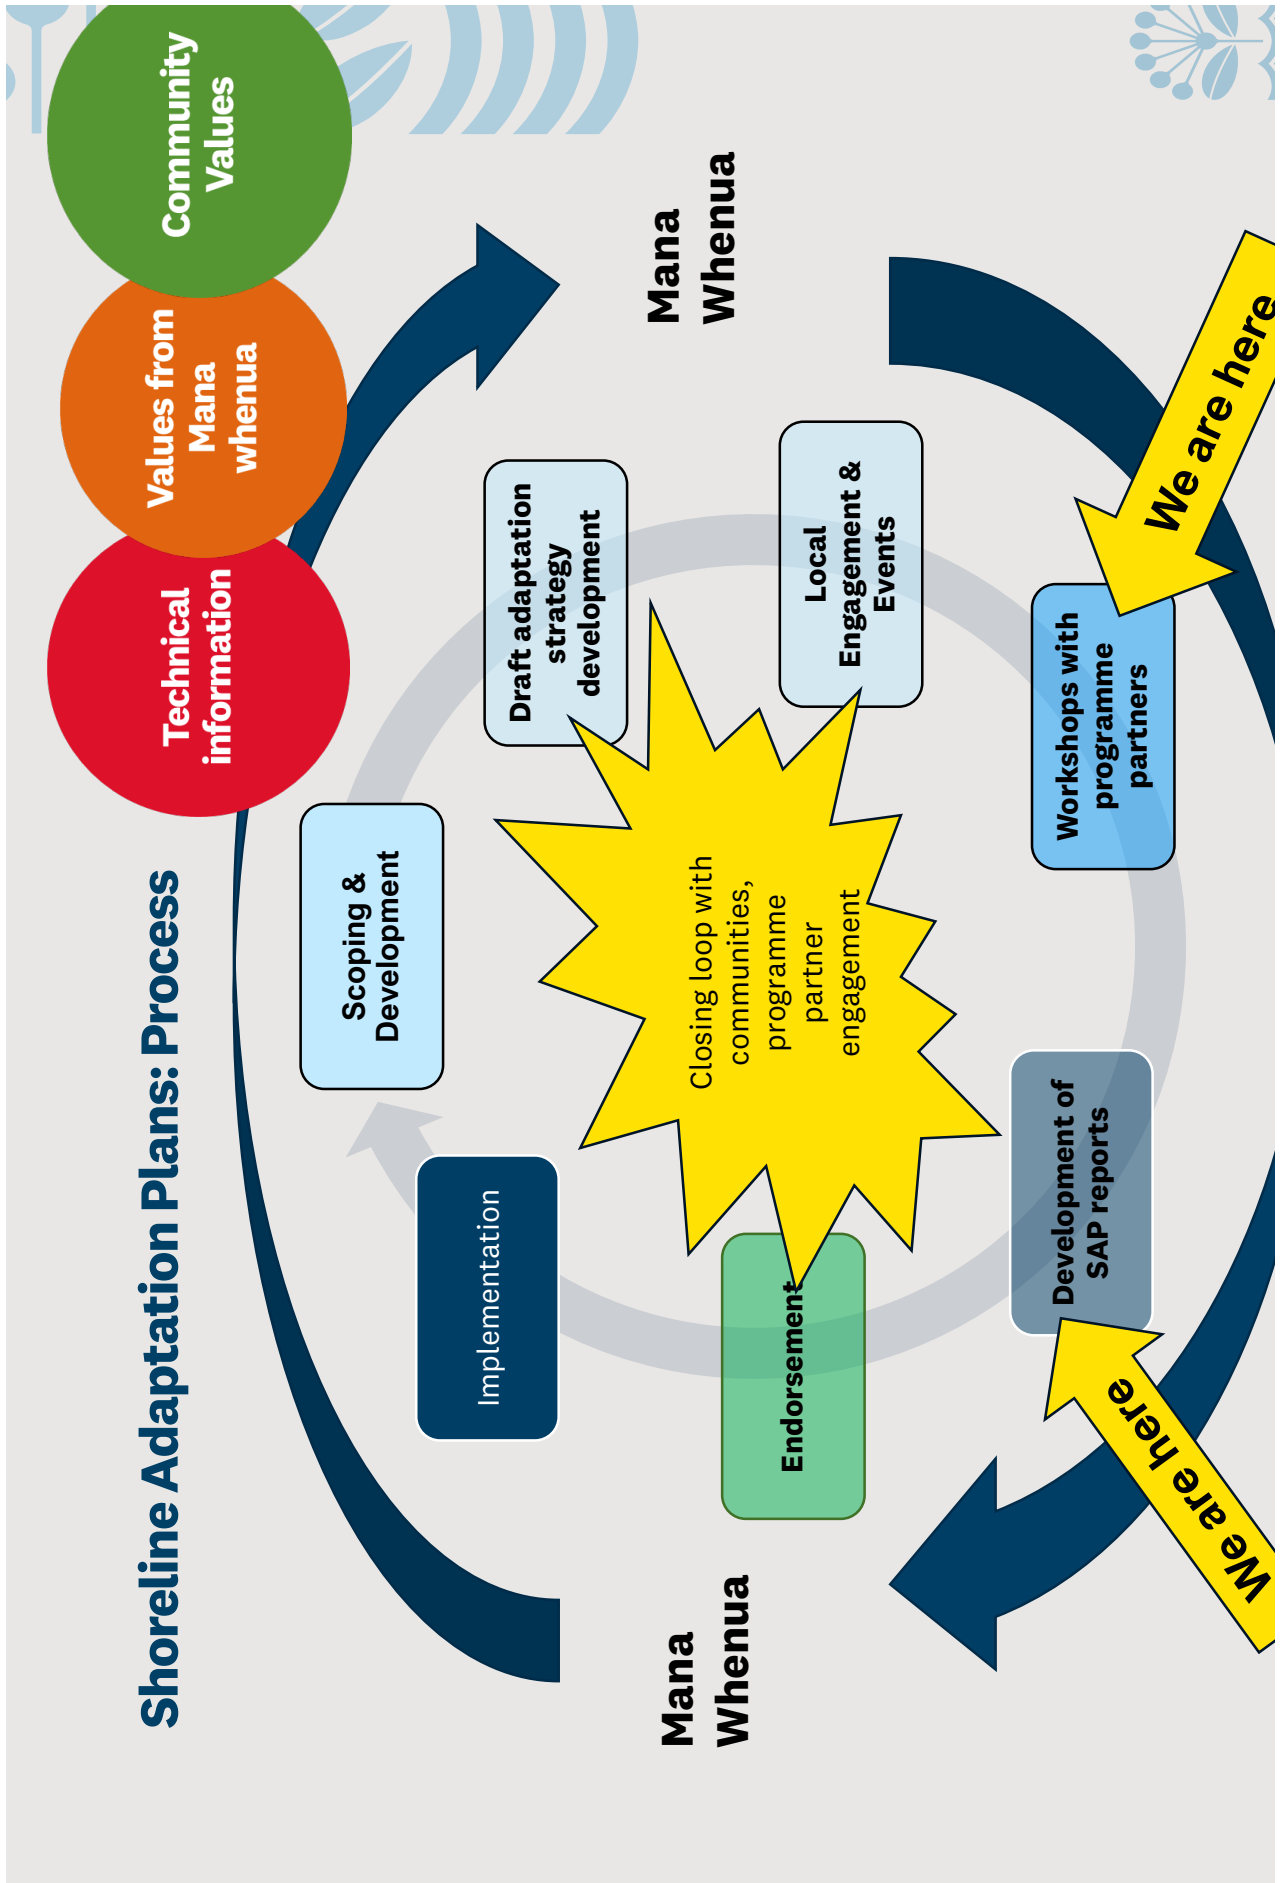 Shoreline Adaptation Plans: Process
Technical
information
Values from
Mana
whenua
Community
Values
Scoping &
Development
Draft adaptation
strategy
development
Local
Engagement &
Events
Workshops with
programme
partners
Development of
SAP reports
Endorsement
Implementation
Closing loop with
communities,
programme
partner
engagement
Mana
Whenua
Mana
Whenua
We are here
We are here